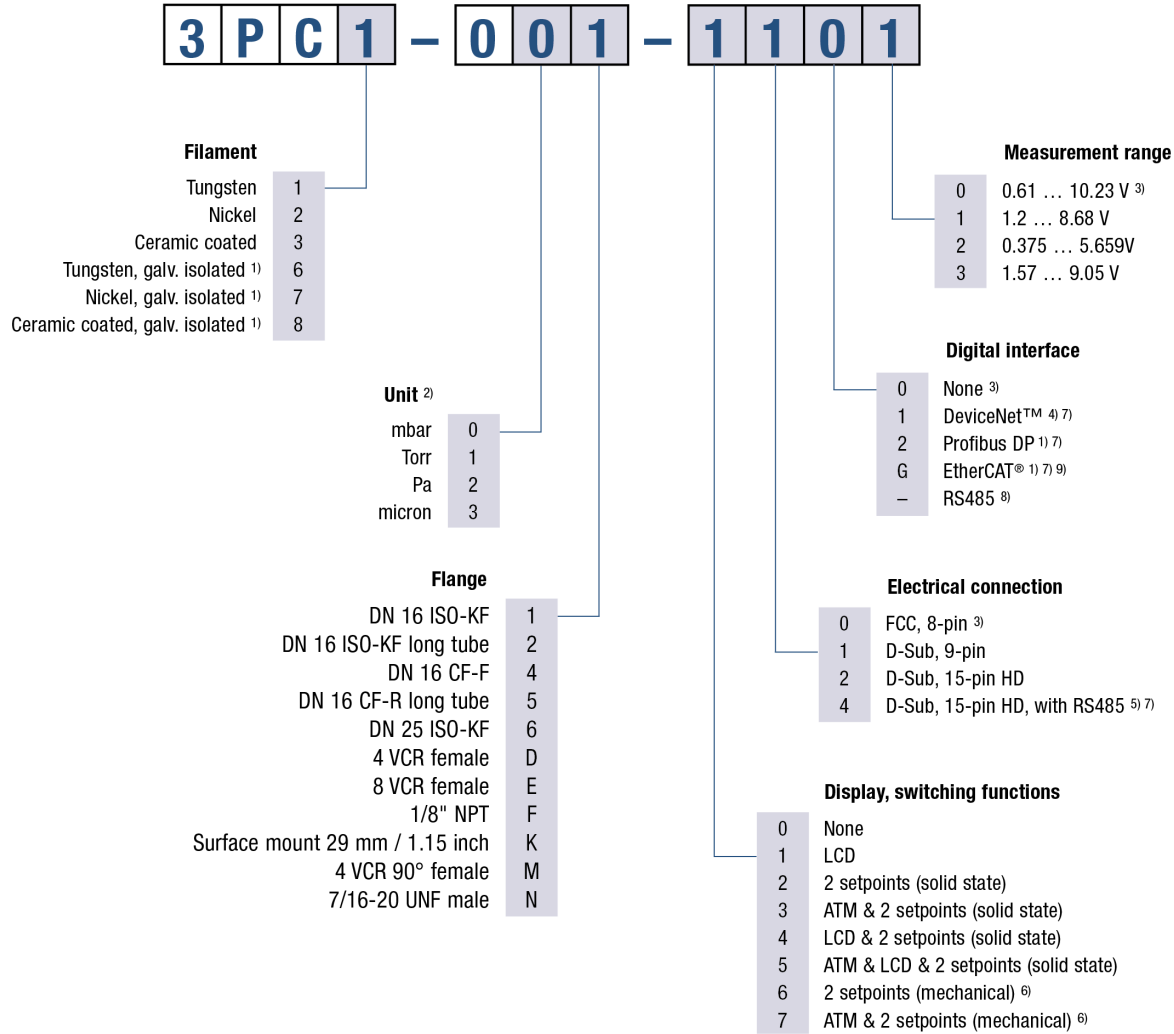 3PC1–001–1101
Filament
Tungsten 1
Nickel 2
Ceramic coated 3
Tungsten, galv. isolated 1) 6
Nickel, galv. isolated 1) 7
Ceramic coated, galv. isolated 1) 8
Unit 2)
mbar 0
Torr 1
Pa 2
micron 3
Flange
DN 16 ISO-KF 1
DN 16 ISO-KF long tube 2
DN 16 CF-F 4
DN 16 CF-R long tube 5
DN 25 ISO-KF 6
4 VCR female D
8 VCR female E
1/8" NPT F
Surface mount 29 mm / 1.15 inch K
4 VCR 90° female M
7/16-20 UNF male N
Measurement range
0 0.61 … 10.23 V 3)
1 1.2 … 8.68 V
2 0.375 … 5.659V
3 1.57 … 9.05 V
Digital interface
0 None 3)
1 DeviceNet™ 4) 7)
2 Profibus DP 1) 7)
G EtherCAT® 1) 7) 9)
– RS485 8)
Electrical connection
0 FCC, 8-pin 3)
1 D-Sub, 9-pin
2 D-Sub, 15-pin HD
4 D-Sub, 15-pin HD, with RS485 5) 7)
Display, switching functions
0 None
1 LCD
2 2 setpoints (solid state)
3 ATM & 2 setpoints (solid state)
4 LCD & 2 setpoints (solid state)
5 ATM & LCD & 2 setpoints (solid state)
6 2 setpoints (mechanical) 6)
7 ATM & 2 setpoints (mechanical) 6)